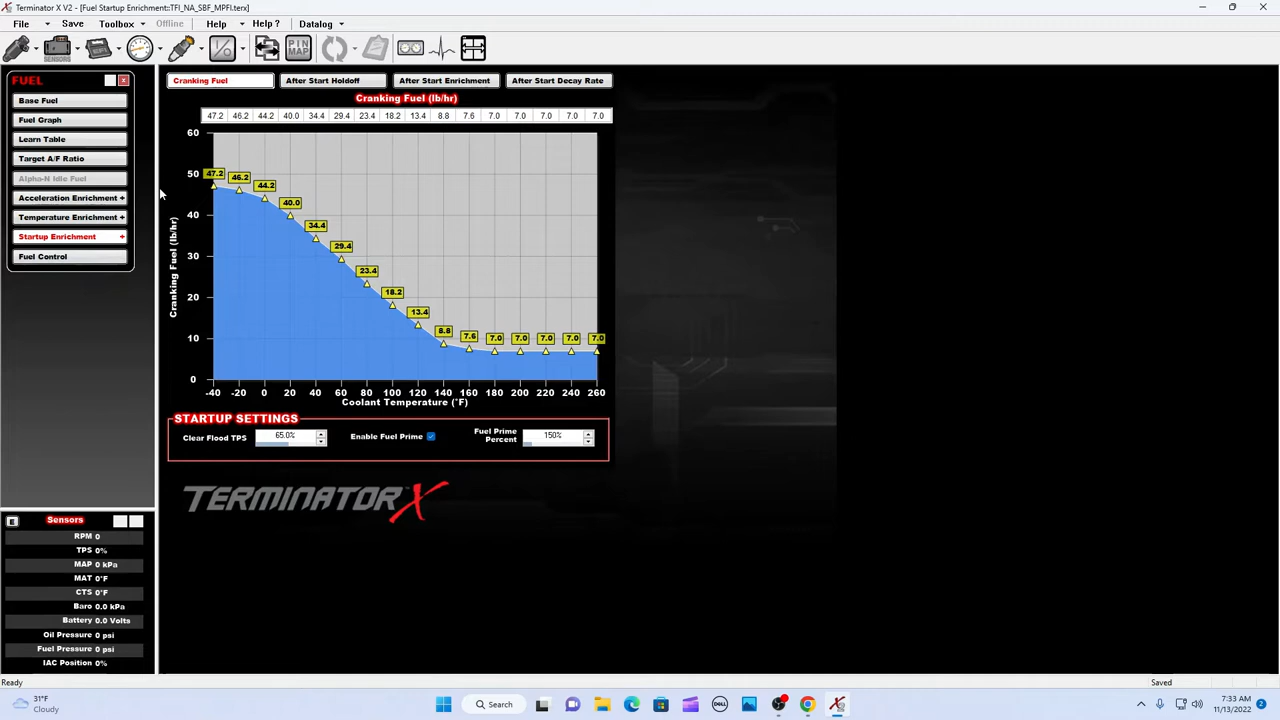 Terminator X V2 - [Fuel Startup Enrichment::TFI_NA_SBF_MPFI.terx]
File Save Toolbox Offline Help Help ? Datalog
SENSORS EFI I/O PIN MAP
FUEL
Base Fuel
Fuel Graph
Learn Table
Target A/F Ratio
Alpha-N Idle Fuel
Acceleration Enrichment +
Temperature Enrichment +
Startup Enrichment +
Fuel Control
Cranking Fuel After Start Holdoff After Start Enrichment After Start Decay Rate
Cranking Fuel (lb/hr)
47.2 46.2 44.2 40.0 34.4 29.4 23.4 18.2 13.4 8.8 7.6 7.0 7.0 7.0 7.0 7.0
60
50
40
30
20
10
0
Cranking Fuel (lb/hr)
47.2 46.2 44.2 40.0 34.4 29.4 23.4 18.2 13.4 8.8 7.6 7.0 7.0 7.0 7.0 7.0
-40 -20 0 20 40 60 80 100 120 140 160 180 200 220 240 260
Coolant Temperature (°F)
STARTUP SETTINGS
Clear Flood TPS 65.0% Enable Fuel Prime Fuel Prime Percent 150%
TERMINATOR X
Sensors
RPM 0
TPS 0%
MAP 0 kPa
MAT 0°F
CTS 0°F
Baro 0.0 kPa
Battery 0.0 Volts
Oil Pressure 0 psi
Fuel Pressure 0 psi
IAC Position 0%
Ready Saved
31°F
Cloudy
Search
DELL
7:33 AM
11/13/2022
2